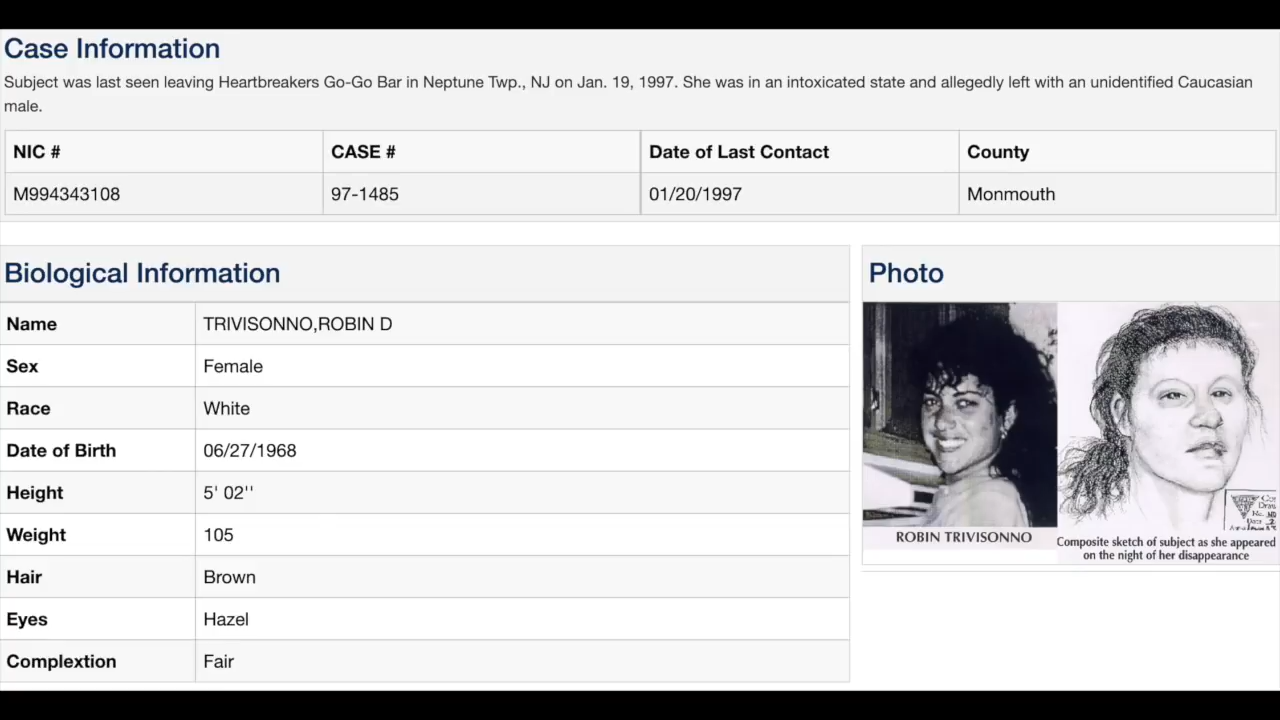 Case Information
Subject was last seen leaving Heartbreakers Go-Go Bar in Neptune Twp., NJ on Jan. 19, 1997. She was in an intoxicated state and allegedly left with an unidentified Caucasian
male.
NIC # CASE # Date of Last Contact County
M994343108 97-1485 01/20/1997 Monmouth
Biological Information
Name TRIVISONNO,ROBIN D
Sex Female
Race White
Date of Birth 06/27/1968
Height 5' 02''
Weight 105
Hair Brown
Eyes Hazel
Complextion Fair
Photo
ROBIN TRIVISONNO
Composite sketch of subject as she appeared
on the night of her disappearance